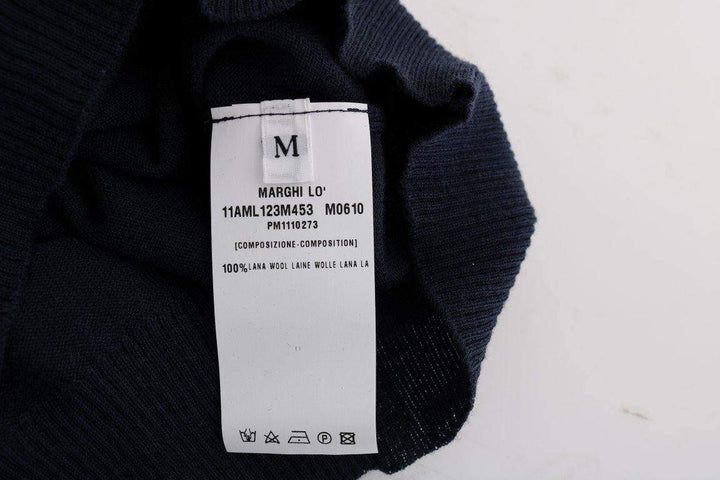 M
MARGHI LO'
11AML123M453 M0610
PM1110273
[COMPOSIZIONE-COMPOSITION]
100% LANA WOOL LAINE WOLLE LANA LA
P